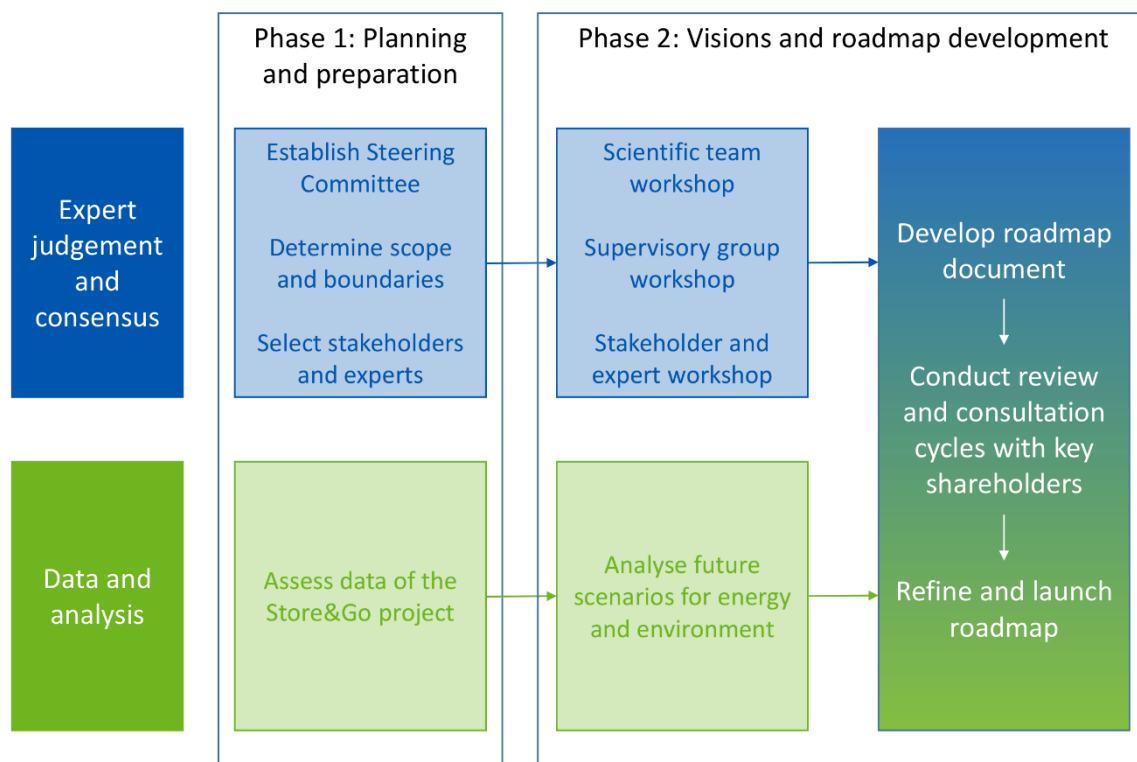 Phase 1: Planning
and preparation
Phase 2: Visions and roadmap development
Expert
judgement
and
consensus
Establish Steering
Committee
Determine scope
and boundaries
Select stakeholders
and experts
Scientific team
workshop
Supervisory group
workshop
Stakeholder and
expert workshop
Develop roadmap
document
Conduct review
and consultation
cycles with key
shareholders
Refine and launch
roadmap
Data and
analysis
Assess data of the
Store&Go project
Analyse future
scenarios for energy
and environment